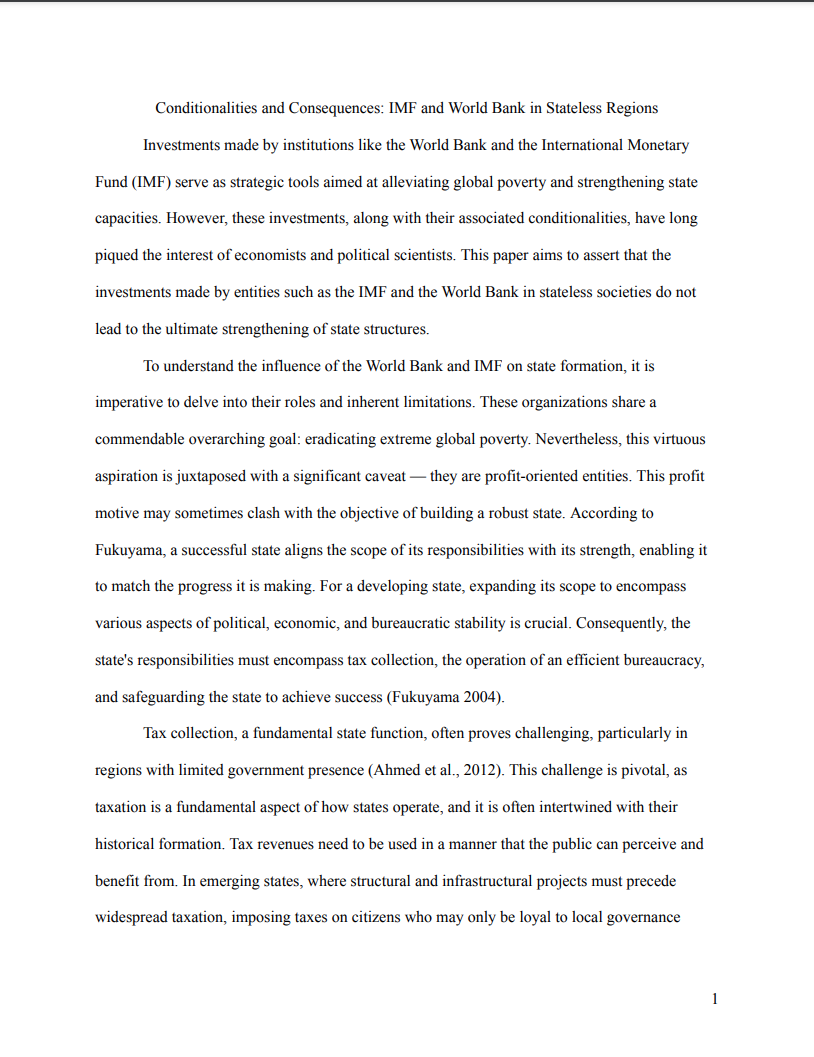 Conditionalities and Consequences: IMF and World Bank in Stateless Regions
Investments made by institutions like the World Bank and the International Monetary
Fund (IMF) serve as strategic tools aimed at alleviating global poverty and strengthening state
capacities. However, these investments, along with their associated conditionalities, have long
piqued the interest of economists and political scientists. This paper aims to assert that the
investments made by entities such as the IMF and the World Bank in stateless societies do not
lead to the ultimate strengthening of state structures.
To understand the influence of the World Bank and IMF on state formation, it is
imperative to delve into their roles and inherent limitations. These organizations share a
commendable overarching goal: eradicating extreme global poverty. Nevertheless, this virtuous
aspiration is juxtaposed with a significant caveat — they are profit-oriented entities. This profit
motive may sometimes clash with the objective of building a robust state. According to
Fukuyama, a successful state aligns the scope of its responsibilities with its strength, enabling it
to match the progress it is making. For a developing state, expanding its scope to encompass
various aspects of political, economic, and bureaucratic stability is crucial. Consequently, the
state's responsibilities must encompass tax collection, the operation of an efficient bureaucracy,
and safeguarding the state to achieve success (Fukuyama 2004).
Tax collection, a fundamental state function, often proves challenging, particularly in
regions with limited government presence (Ahmed et al., 2012). This challenge is pivotal, as
taxation is a fundamental aspect of how states operate, and it is often intertwined with their
historical formation. Tax revenues need to be used in a manner that the public can perceive and
benefit from. In emerging states, where structural and infrastructural projects must precede
widespread taxation, imposing taxes on citizens who may only be loyal to local governance
1